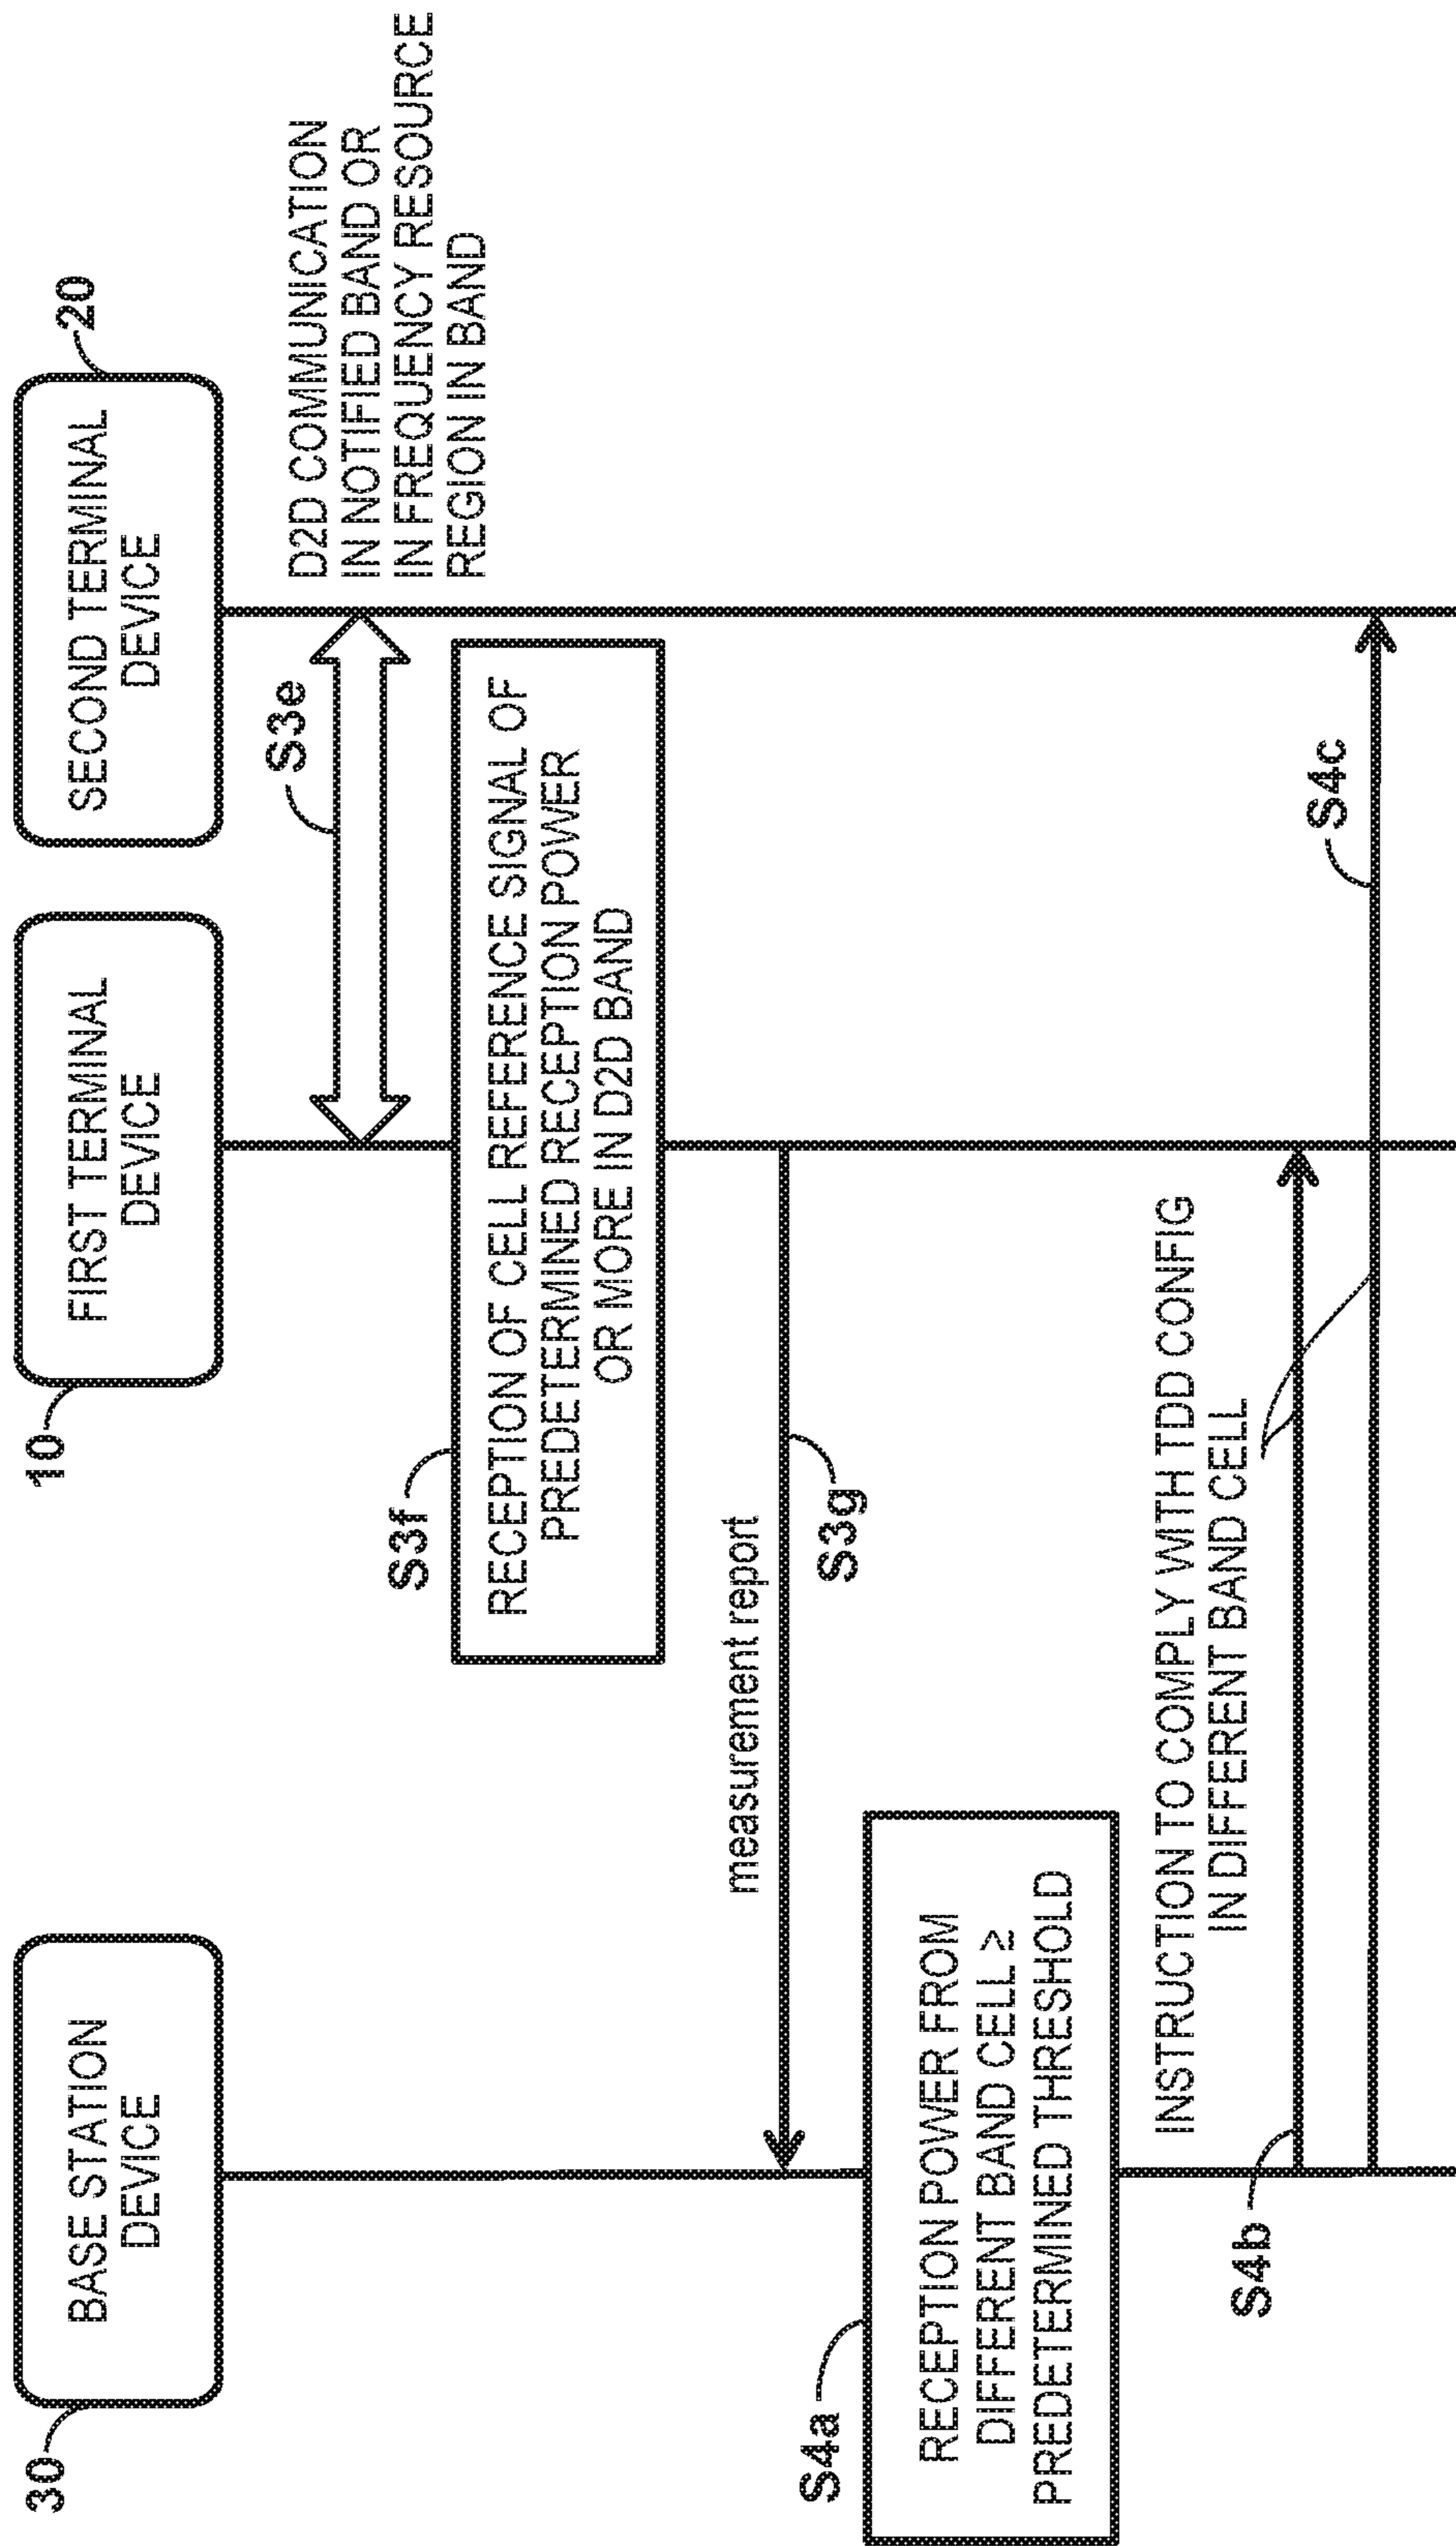 30
BASE STATION
DEVICE
10
FIRST TERMINAL
DEVICE
20
SECOND TERMINAL
DEVICE
S3e
D2D COMMUNICATION
IN NOTIFIED BAND OR
IN FREQUENCY RESOURCE
REGION IN BAND
S3f
RECEPTION OF CELL REFERENCE SIGNAL OF
PREDETERMINED RECEPTION POWER
OR MORE IN D2D BAND
measurement report
S3g
S4a
RECEPTION POWER FROM
DIFFERENT BAND CELL ≥
PREDETERMINED THRESHOLD
INSTRUCTION TO COMPLY WITH TDD CONFIG
IN DIFFERENT BAND CELL
S4b
S4c